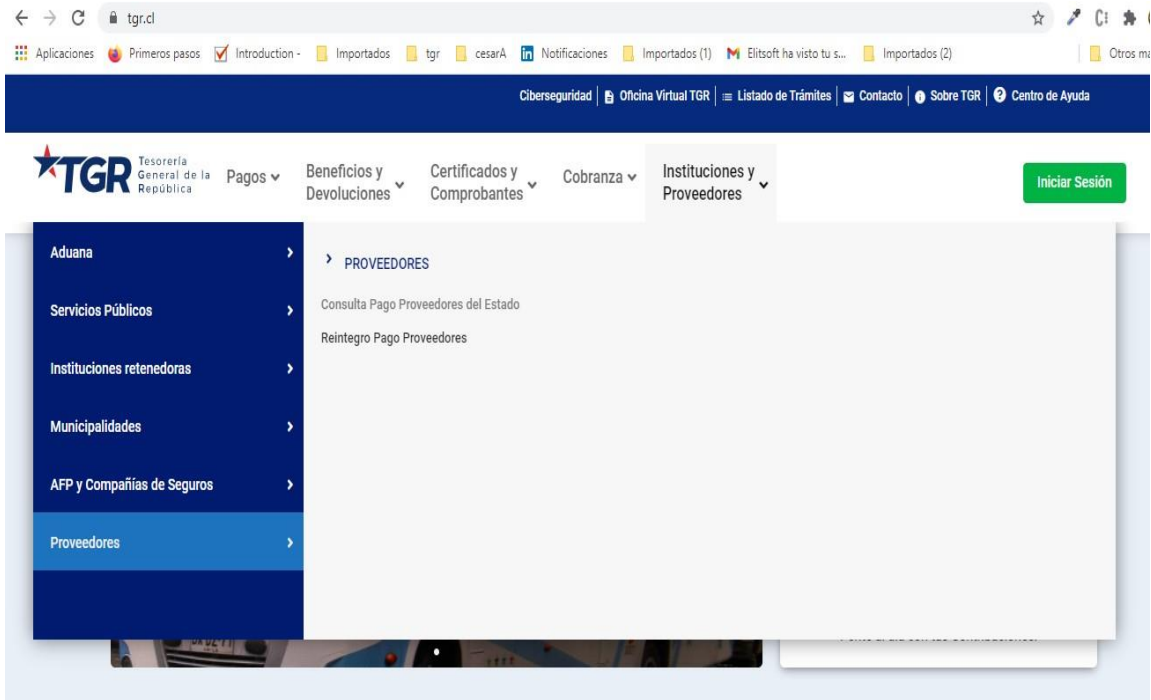 tgr.cl
Aplicaciones Primeros pasos Introduction - Importados tgr cesarA Notificaciones Importados (1) Elitsoft ha visto tu s... Importados (2) Otros ma
Ciberseguridad | Oficina Virtual TGR | Listado de Trámites | Contacto | Sobre TGR | Centro de Ayuda
TGR
Tesorería
General de la
República
Pagos
Beneficios y
Devoluciones
Certificados y
Comprobantes
Cobranza
Instituciones y
Proveedores
Iniciar Sesión
Aduana
Servicios Públicos
Instituciones retenedoras
Municipalidades
AFP y Compañías de Seguros
Proveedores
PROVEEDORES
Consulta Pago Proveedores del Estado
Reintegro Pago Proveedores